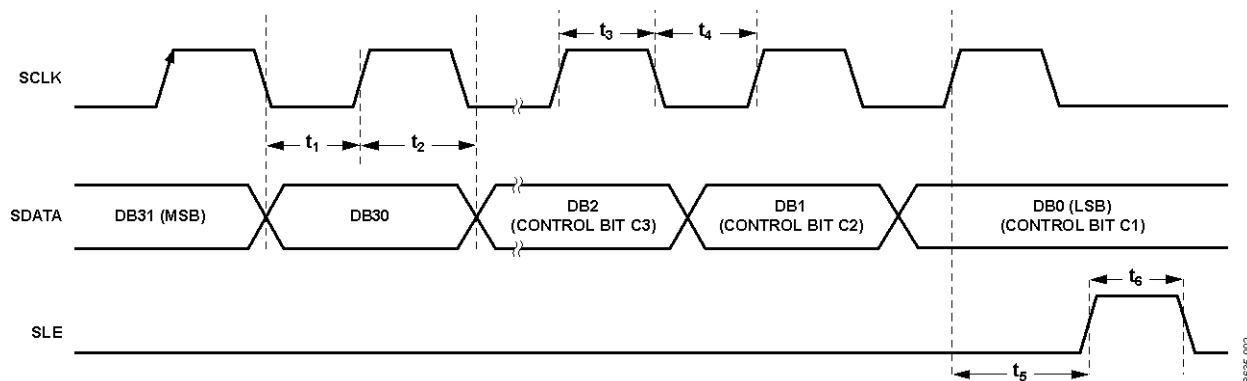 t3
t4
SCLK
t1
t2
SDATA
DB31 (MSB)
DB30
DB2
(CONTROL BIT C3)
DB1
(CONTROL BIT C2)
DB0 (LSB)
(CONTROL BIT C1)
t6
SLE
t5